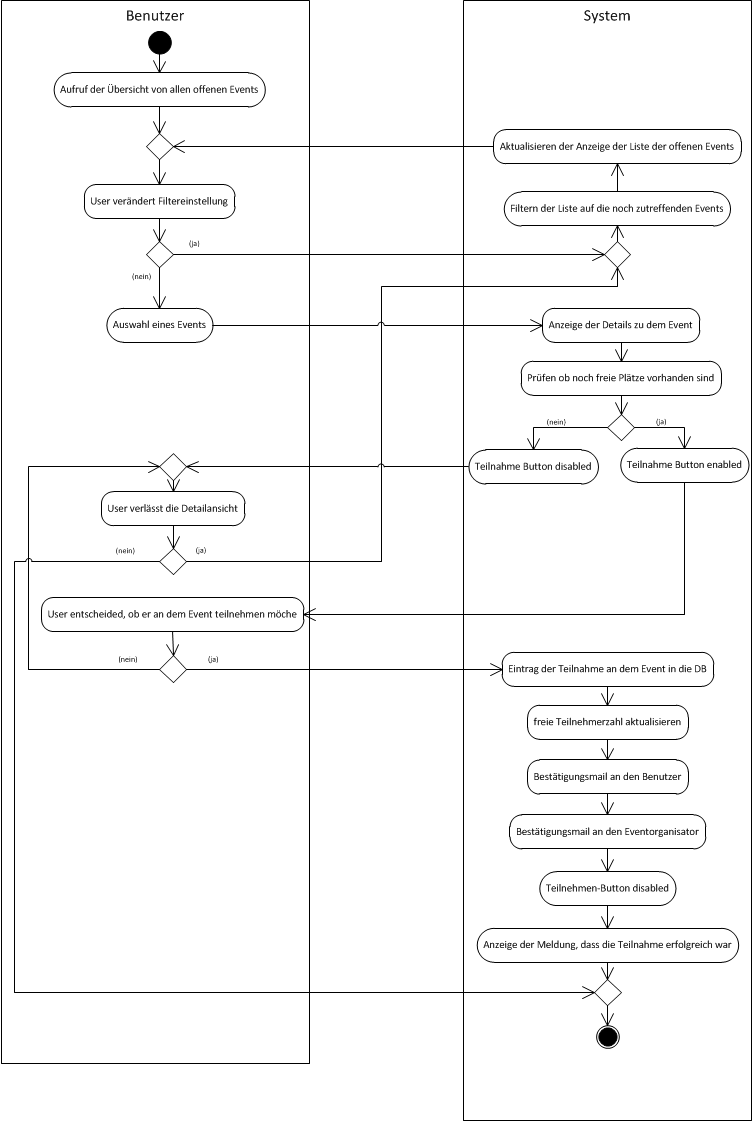 Benutzer
System
Aufruf der Übersicht von allen offenen Events
Aktualisieren der Anzeige der Liste der offenen Events
User verändert Filtereinstellung
Filtern der Liste auf die noch zutreffenden Events
(ja)
(nein)
Auswahl eines Events
Anzeige der Details zu dem Event
Prüfen ob noch freie Plätze vorhanden sind
(nein)
(ja)
Teilnahme Button disabled
Teilnahme Button enabled
User verlässt die Detailansicht
(nein)
(ja)
User entscheided, ob er an dem Event teilnehmen möche
(nein)
(ja)
Eintrag der Teilnahme an dem Event in die DB
freie Teilnehmerzahl aktualisieren
Bestätigungsmail an den Benutzer
Bestätigungsmail an den Eventorganisator
Teilnehmen-Button disabled
Anzeige der Meldung, dass die Teilnahme erfolgreich war